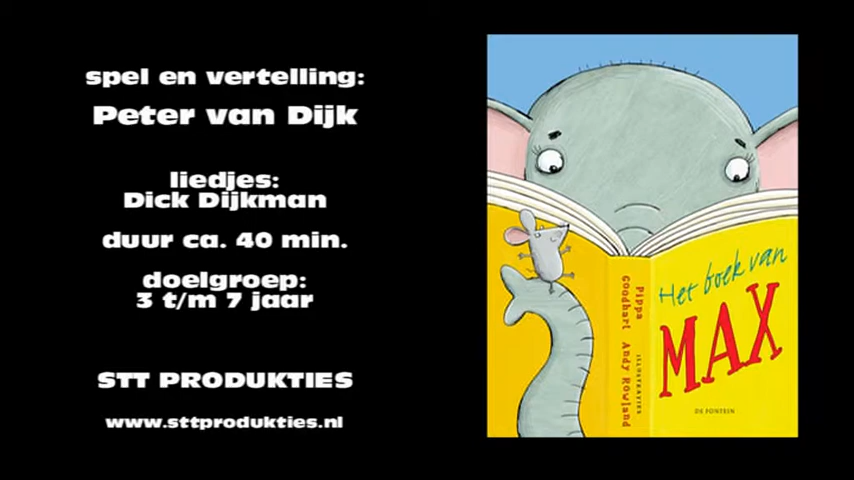 spel en vertelling:
Peter van Dijk
liedjes:
Dick Dijkman
duur ca. 40 min.
doelgroep:
3 t/m 7 jaar
STT PRODUKTIES
www.sttprodukties.nl
Het boek van
MAX
Pippa
Goodhart
ILLUSTRATIES
Andy Rowland
DE FONTEIN